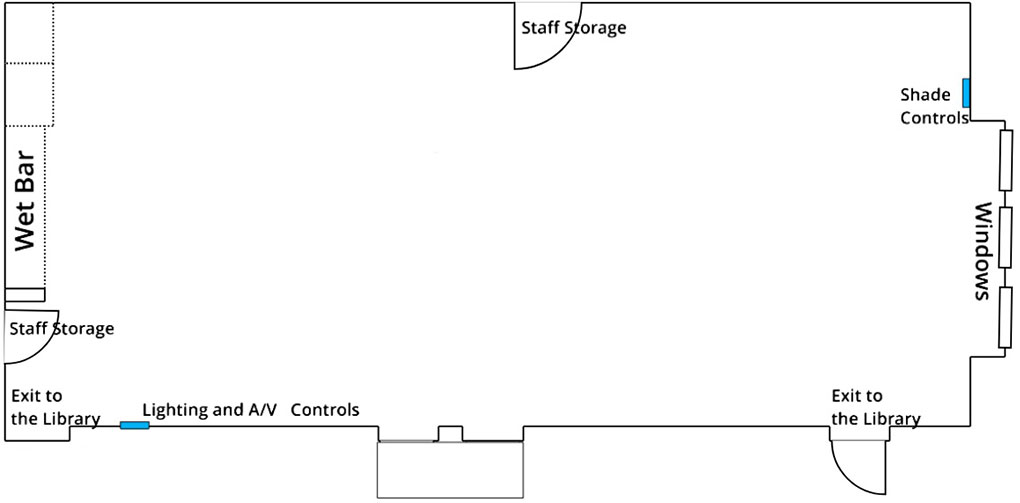 Staff Storage
Shade
Controls
Wet Bar
Windows
Staff Storage
Exit to
the Library
Lighting and A/V Controls
Exit to
the Library